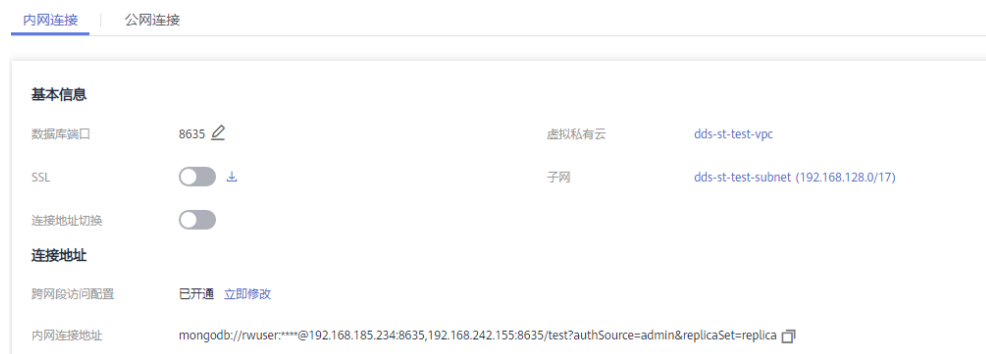 内网连接 公网连接
基本信息
数据库端口 8635 虚拟私有云 dds-st-test-vpc
SSL 子网 dds-st-test-subnet (192.168.128.0/17)
连接地址切换
连接地址
跨网段访问配置 已开通 立即修改
内网连接地址 mongodb://rwuser:****@192.168.185.234:8635,192.168.242.155:8635/test?authSource=admin&replicaSet=replica